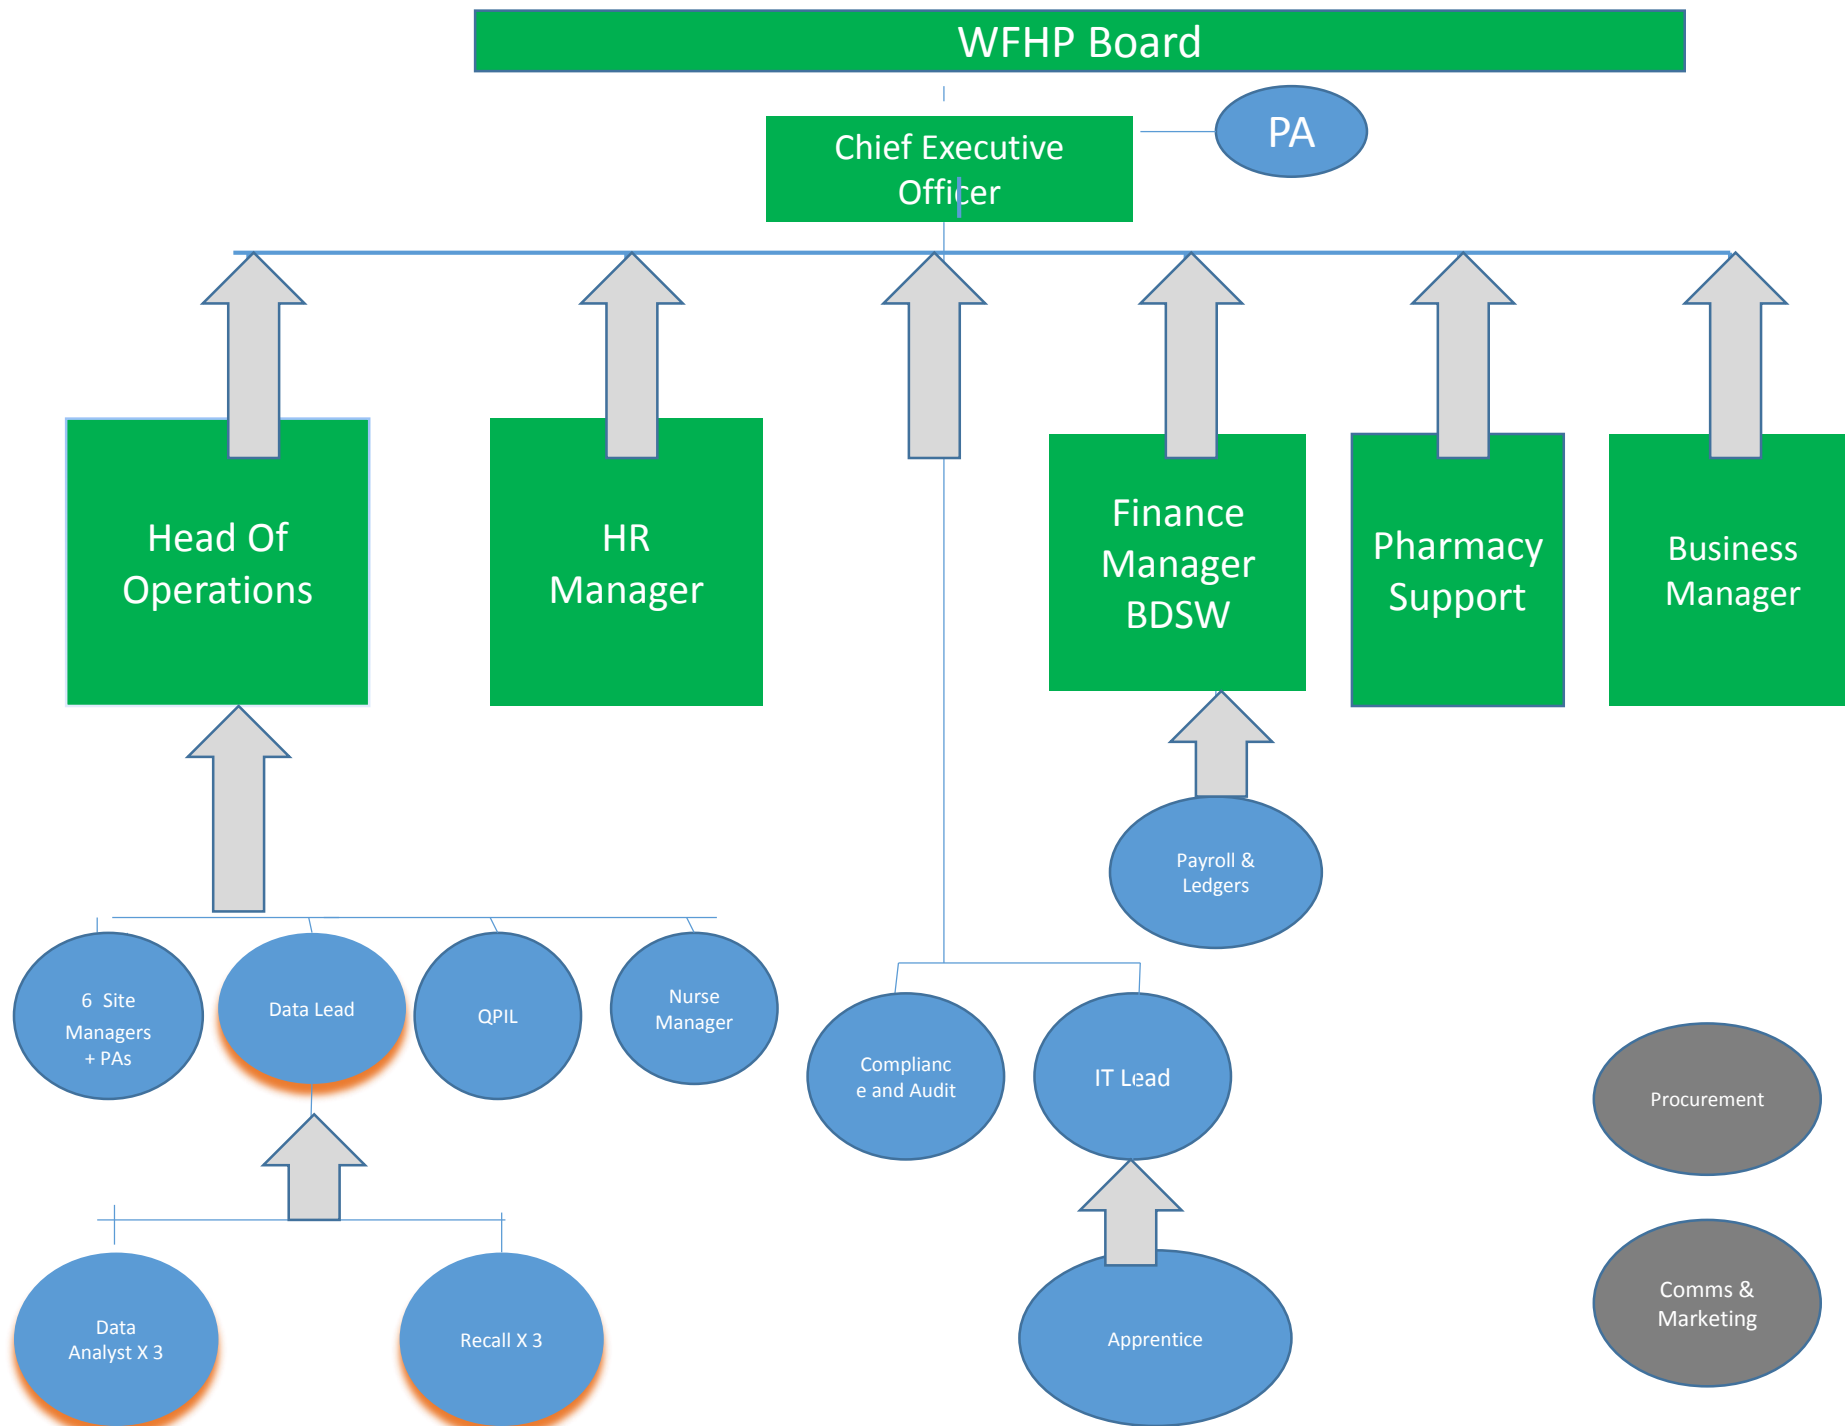 WFHP Board
Chief Executive
Officer
PA
Head Of
Operations
HR
Manager
Finance
Manager
BDSW
Pharmacy
Support
Business
Manager
Payroll &
Ledgers
6 Site
Managers
+ PAs
Data Lead
QPIL
Nurse
Manager
Complianc
e and Audit
IT Lead
Procurement
Data
Analyst X 3
Recall X 3
Apprentice
Comms &
Marketing